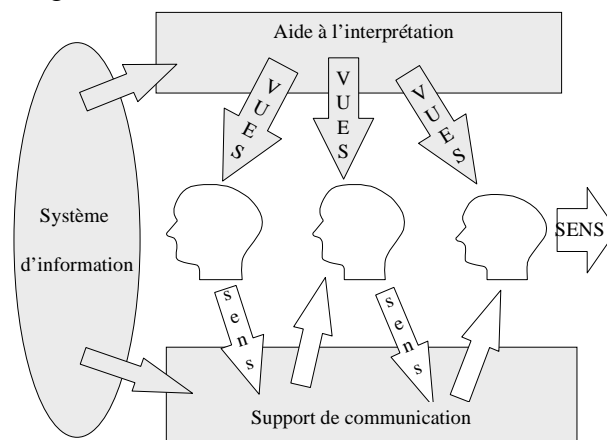 Aide à l'interprétation
VUES
VUES
VUES
Système
d'information
SENS
sens
sens
Support de communication